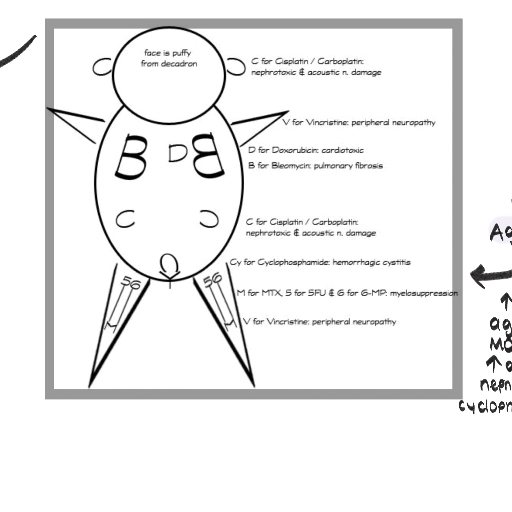 face is puffy
from decadron
C for Cisplatin / Carboplatin:
nephrotoxic & acoustic n. damage
V for Vincristine: peripheral neuropathy
B D B
D for Doxorubicin: cardiotoxic
B for Bleomycin: pulmonary fibrosis
C C
C for Cisplatin / Carboplatin:
nephrotoxic & acoustic n. damage
Cy for Cyclophosphamide: hemorrhagic cystitis
56 56
M for MTX, 5 for 5FU & 6 for 6-MP: myelosuppression
M M
V for Vincristine: peripheral neuropathy